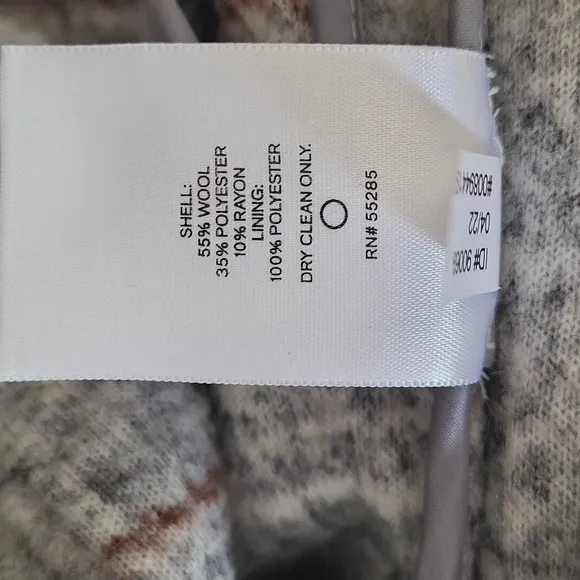 SHELL:
55% WOOL
35% POLYESTER
10% RAYON
LINING:
100% POLYESTER
DRY CLEAN ONLY.
RN# 55285
04/22